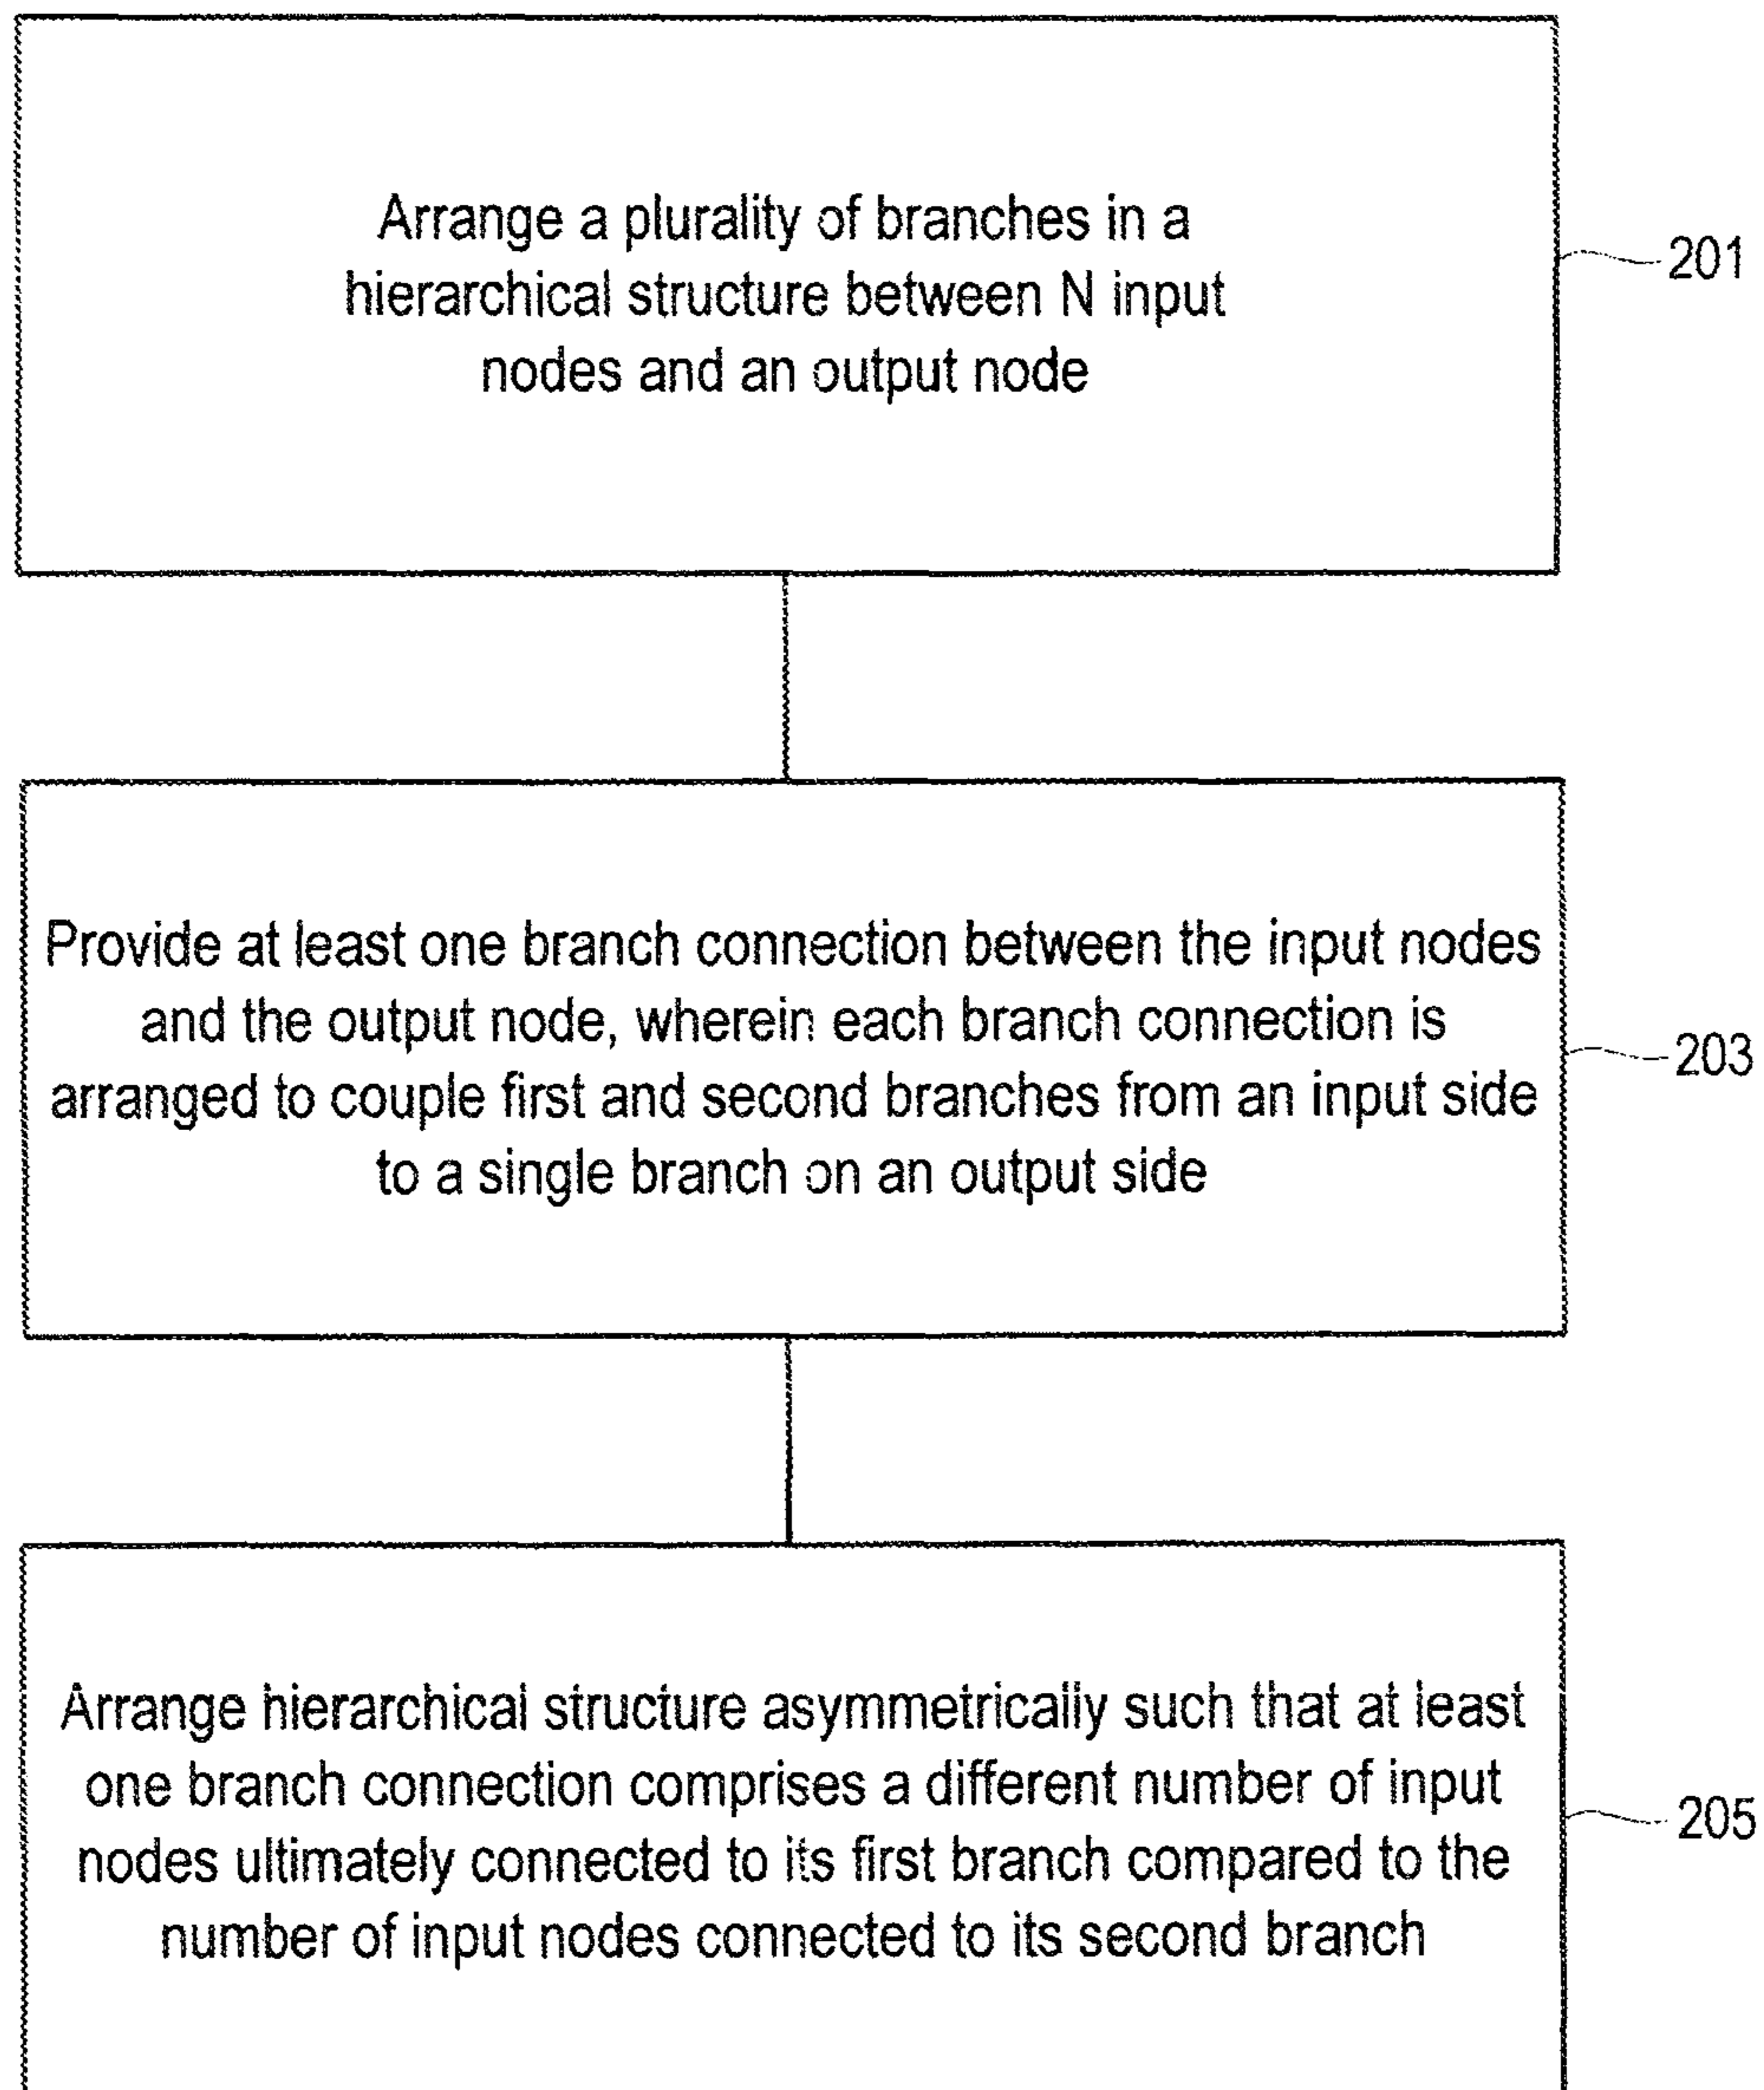 Arrange a plurality of branches in a
hierarchical structure between N input
nodes and an output node
201
Provide at least one branch connection between the input nodes
and the output node, wherein each branch connection is
arranged to couple first and second branches from an input side
to a single branch on an output side
203
Arrange hierarchical structure asymmetrically such that at least
one branch connection comprises a different number of input
nodes ultimately connected to its first branch compared to the
number of input nodes connected to its second branch
205